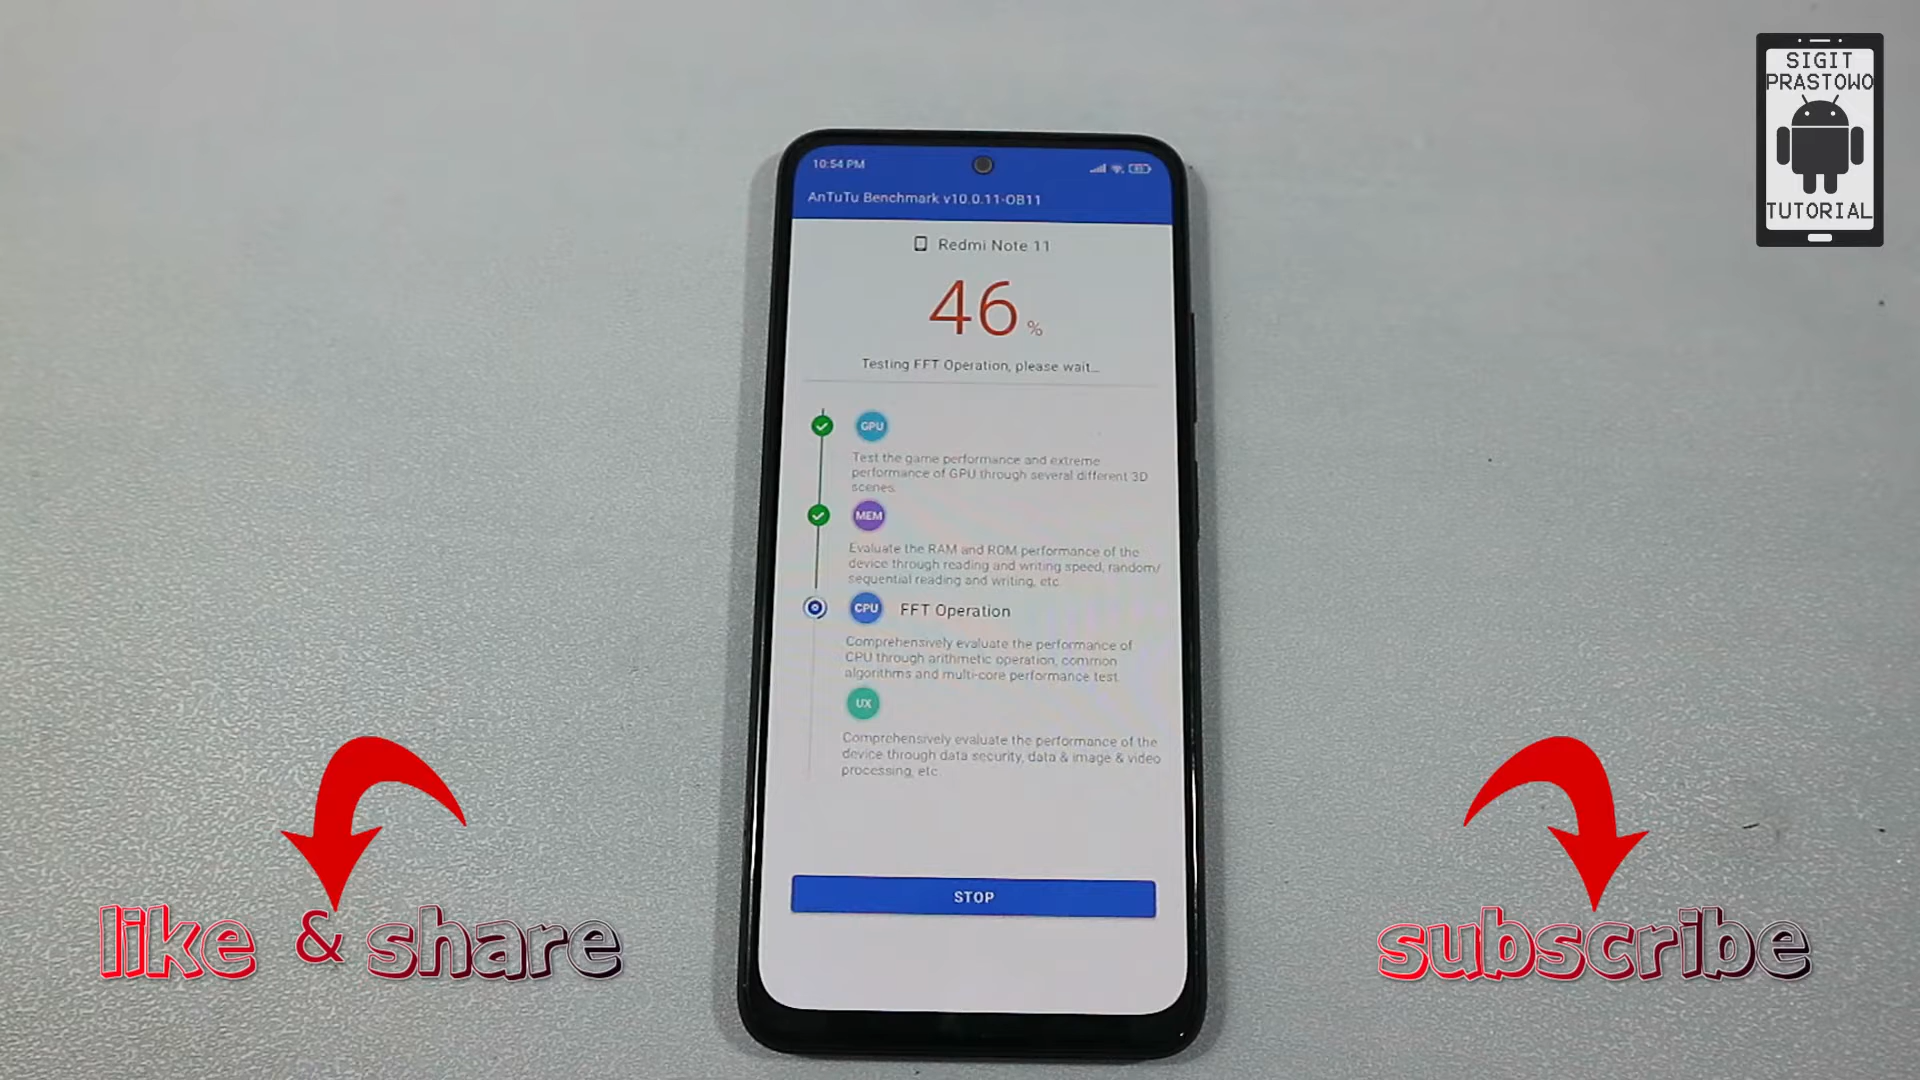 SIGIT
PRASTOWO
TUTORIAL
10:54 PM
AnTuTu Benchmark v10.0.11-OB11
Redmi Note 11
46 %
Testing FFT Operation, please wait...
GPU
Test the game performance and extreme
performance of GPU through several different 3D
scenes.
MEM
Evaluate the RAM and ROM performance of the
device through reading and writing speed, random/
sequential reading and writing, etc.
CPU FFT Operation
Comprehensively evaluate the performance of
CPU through arithmetic operation, common
algorithms and multi-core performance test.
UX
Comprehensively evaluate the performance of the
device through data security, data & image & video
processing, etc.
STOP
like & share
subscribe